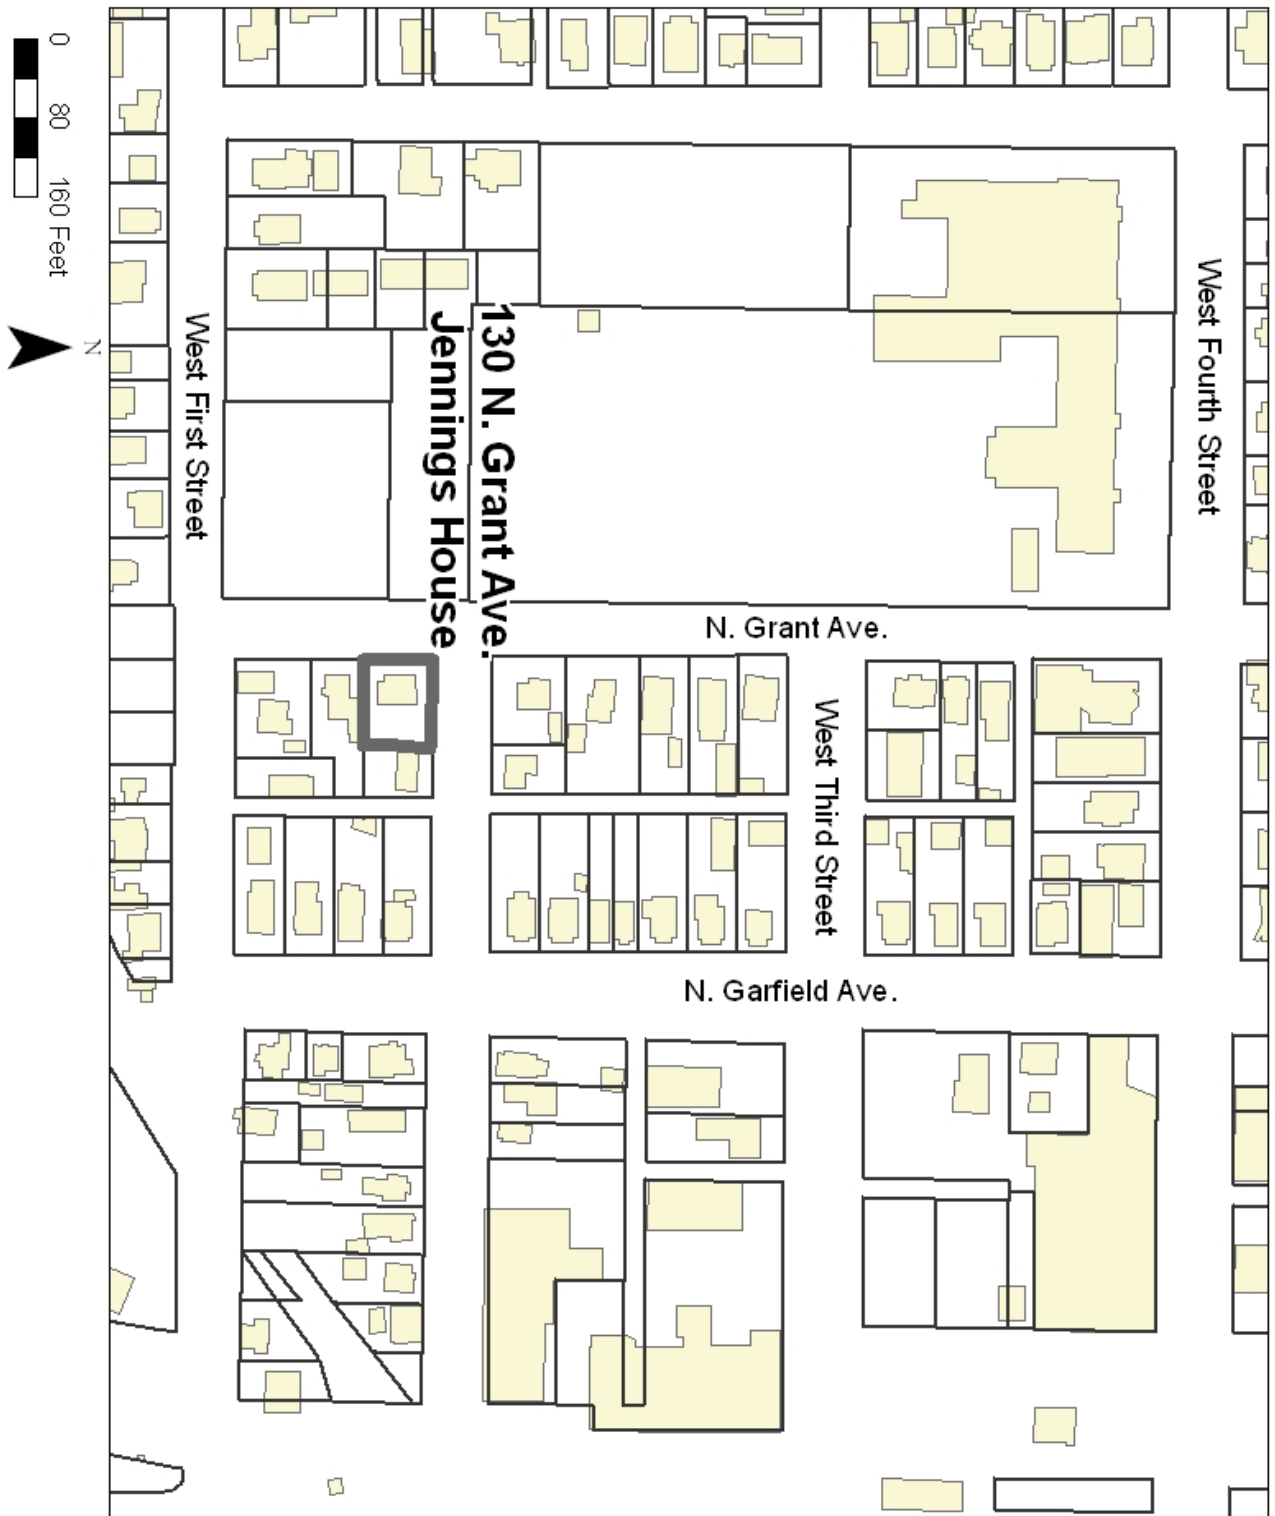 0 80 160 Feet
N
West First Street
130 N. Grant Ave.
Jennings House
West Fourth Street
N. Grant Ave.
West Third Street
N. Garfield Ave.